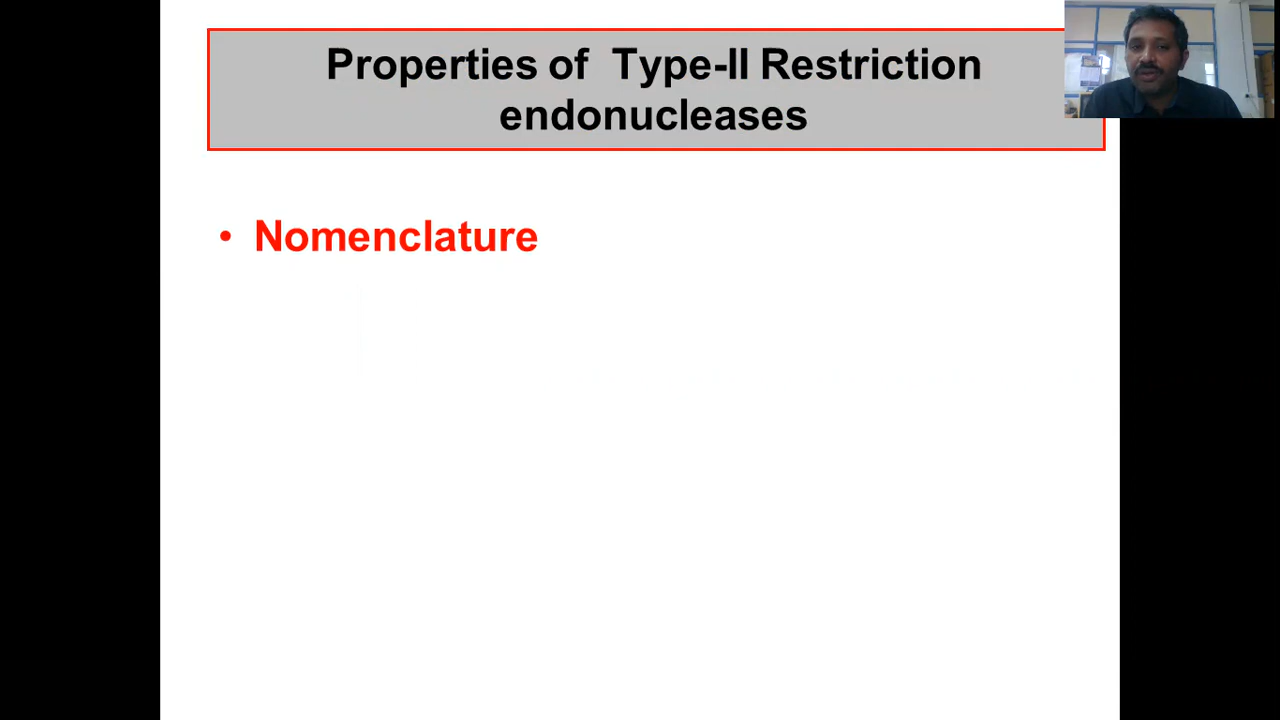 Properties of Type-II Restriction
endonucleases
• Nomenclature